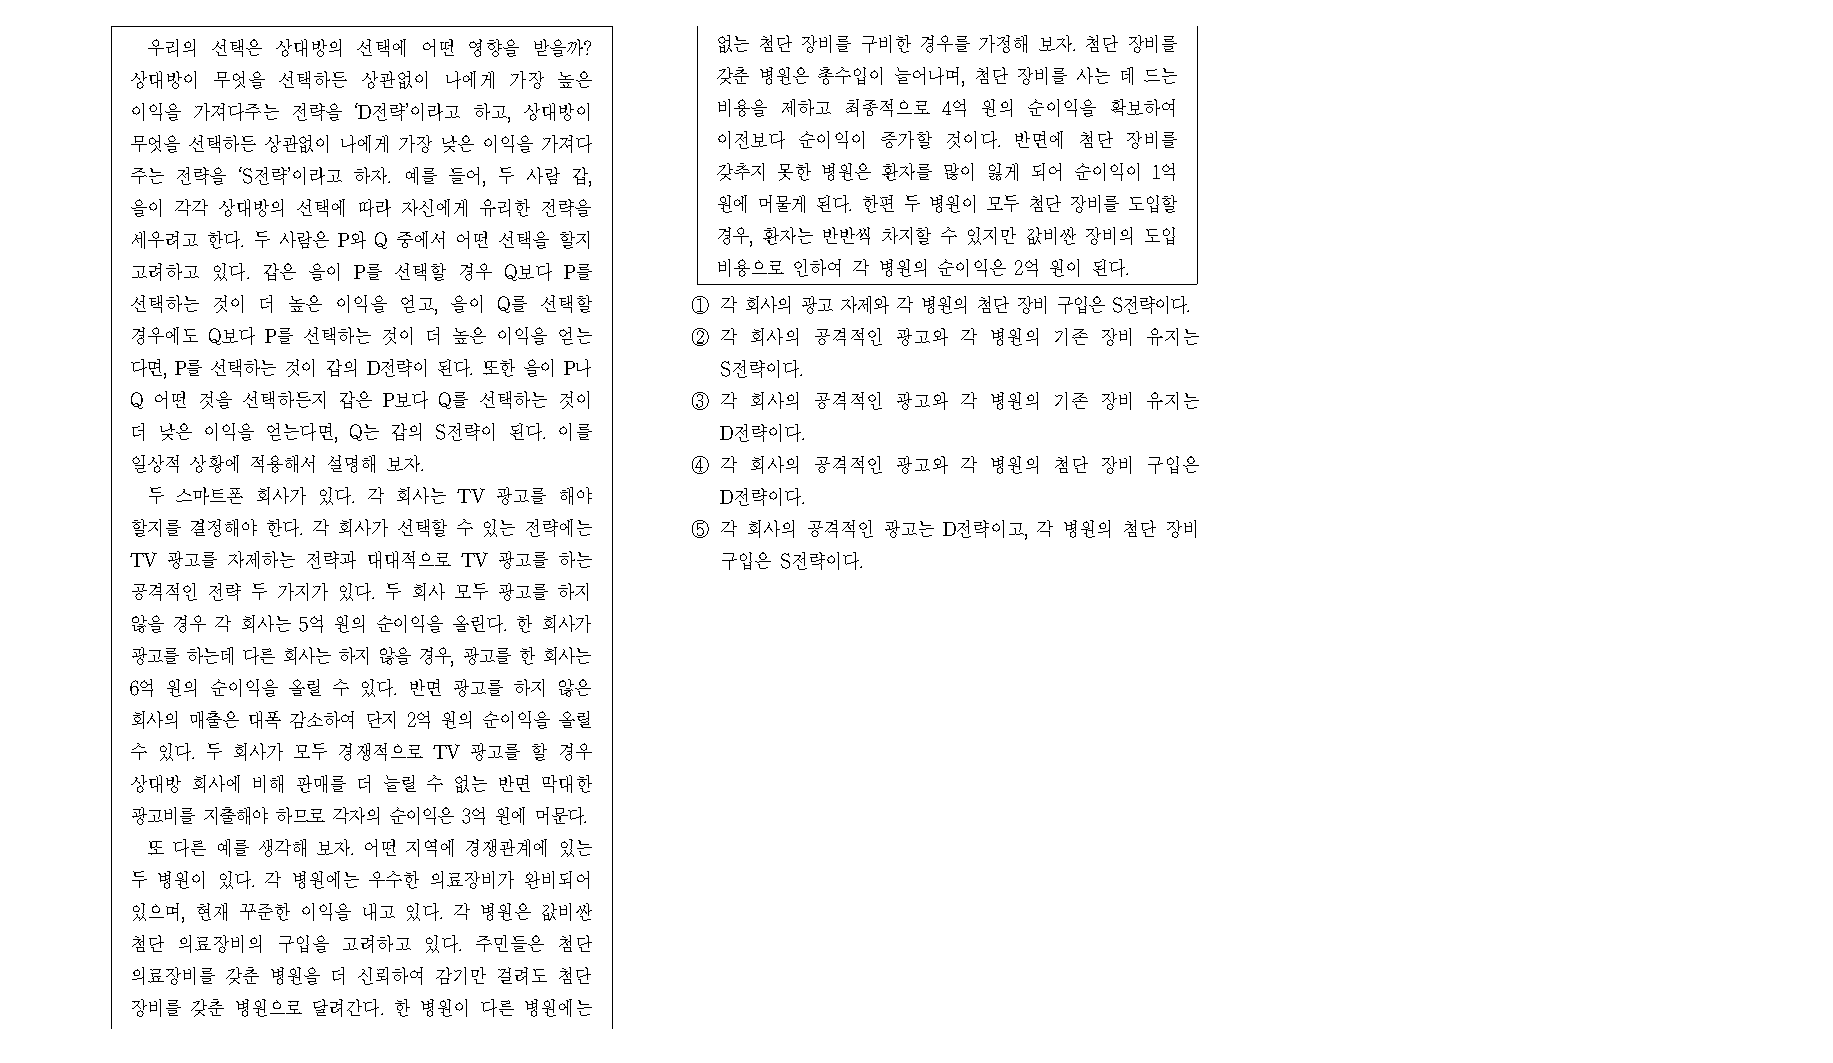 우리의 선택은 상대방의 선택에 어떤 영향을 받을까?
상대방이 무엇을 선택하든 상관없이 나에게 가장 높은
이익을 가져다주는 전략을 ‘D전략’이라고 하고, 상대방이
무엇을 선택하든 상관없이 나에게 가장 낮은 이익을 가져다
주는 전략을 ‘S전략’이라고 하자. 예를 들어, 두 사람 갑,
을이 각각 상대방의 선택에 따라 자신에게 유리한 전략을
세우려고 한다. 두 사람은 P와 Q 중에서 어떤 선택을 할지
고려하고 있다. 갑은 을이 P를 선택할 경우 Q보다 P를
선택하는 것이 더 높은 이익을 얻고, 을이 Q를 선택할
경우에도 Q보다 P를 선택하는 것이 더 높은 이익을 얻는
다면, P를 선택하는 것이 갑의 D전략이 된다. 또한 을이 P나
Q 어떤 것을 선택하든지 갑은 P보다 Q를 선택하는 것이
더 낮은 이익을 얻는다면, Q는 갑의 S전략이 된다. 이를
일상적 상황에 적용해서 설명해 보자.
두 스마트폰 회사가 있다. 각 회사는 TV 광고를 해야
할지를 결정해야 한다. 각 회사가 선택할 수 있는 전략에는
TV 광고를 자제하는 전략과 대대적으로 TV 광고를 하는
공격적인 전략 두 가지가 있다. 두 회사 모두 광고를 하지
않을 경우 각 회사는 5억 원의 순이익을 올린다. 한 회사가
광고를 하는데 다른 회사는 하지 않을 경우, 광고를 한 회사는
6억 원의 순이익을 올릴 수 있다. 반면 광고를 하지 않은
회사의 매출은 대폭 감소하여 단지 2억 원의 순이익을 올릴
수 있다. 두 회사가 모두 경쟁적으로 TV 광고를 할 경우
상대방 회사에 비해 판매를 더 늘릴 수 없는 반면 막대한
광고비를 지출해야 하므로 각자의 순이익은 3억 원에 머문다.
또 다른 예를 생각해 보자. 어떤 지역에 경쟁관계에 있는
두 병원이 있다. 각 병원에는 우수한 의료장비가 완비되어
있으며, 현재 꾸준한 이익을 내고 있다. 각 병원은 값비싼
첨단 의료장비의 구입을 고려하고 있다. 주민들은 첨단
의료장비를 갖춘 병원을 더 신뢰하여 감기만 걸려도 첨단
장비를 갖춘 병원으로 달려간다. 한 병원이 다른 병원에는
없는 첨단 장비를 구비한 경우를 가정해 보자. 첨단 장비를
갖춘 병원은 총수입이 늘어나며, 첨단 장비를 사는 데 드는
비용을 제하고 최종적으로 4억 원의 순이익을 확보하여
이전보다 순이익이 증가할 것이다. 반면에 첨단 장비를
갖추지 못한 병원은 환자를 많이 잃게 되어 순이익이 1억
원에 머물게 된다. 한편 두 병원이 모두 첨단 장비를 도입할
경우, 환자는 반반씩 차지할 수 있지만 값비싼 장비의 도입
비용으로 인하여 각 병원의 순이익은 2억 원이 된다.
① 각 회사의 광고 자제와 각 병원의 첨단 장비 구입은 S전략이다.
② 각 회사의 공격적인 광고와 각 병원의 기존 장비 유지는
S전략이다.
③ 각 회사의 공격적인 광고와 각 병원의 기존 장비 유지는
D전략이다.
④ 각 회사의 공격적인 광고와 각 병원의 첨단 장비 구입은
D전략이다.
⑤ 각 회사의 공격적인 광고는 D전략이고, 각 병원의 첨단 장비
구입은 S전략이다.